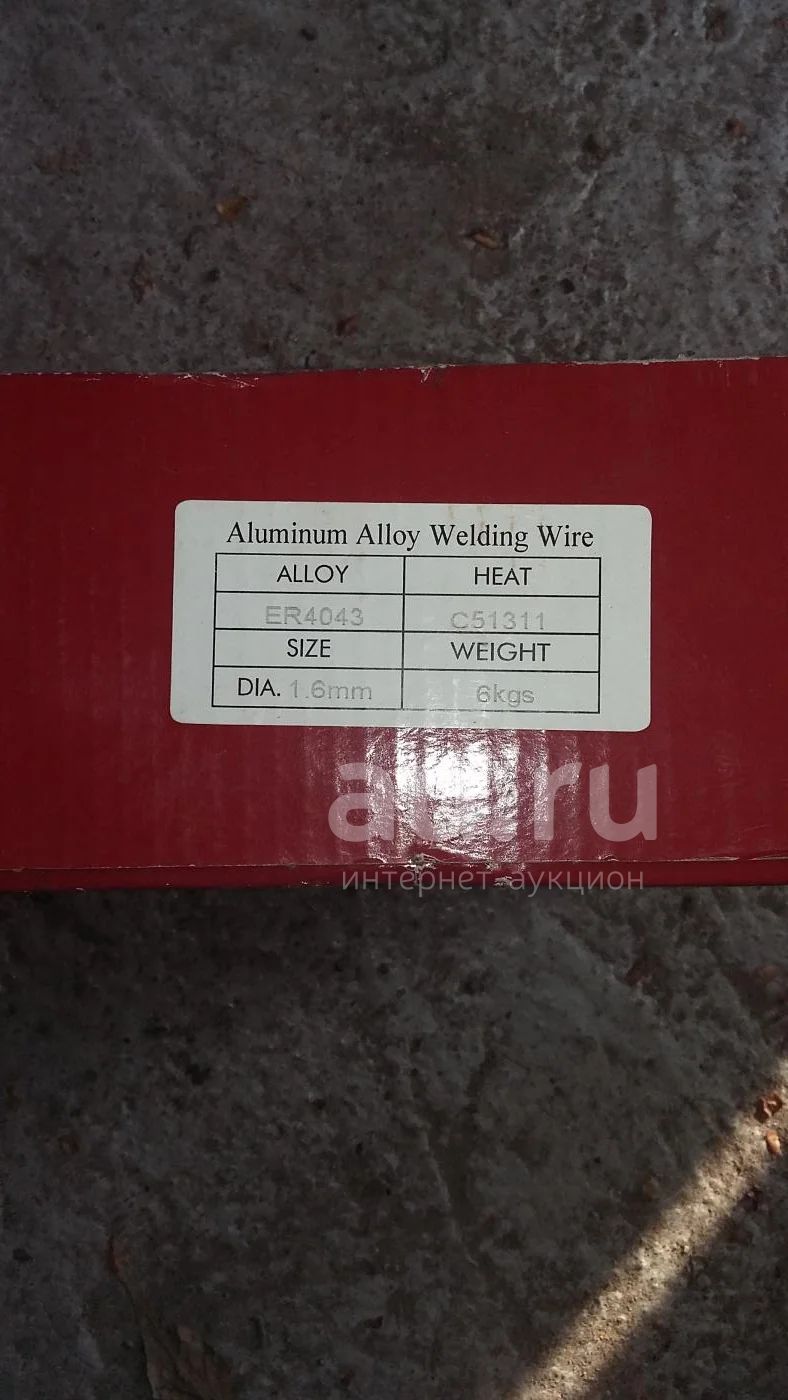 Aluminum Alloy Welding Wire
ALLOY HEAT
ER4043 C51311
SIZE WEIGHT
DIA. 1.6mm 6kgs
au.ru
интернет-аукцион